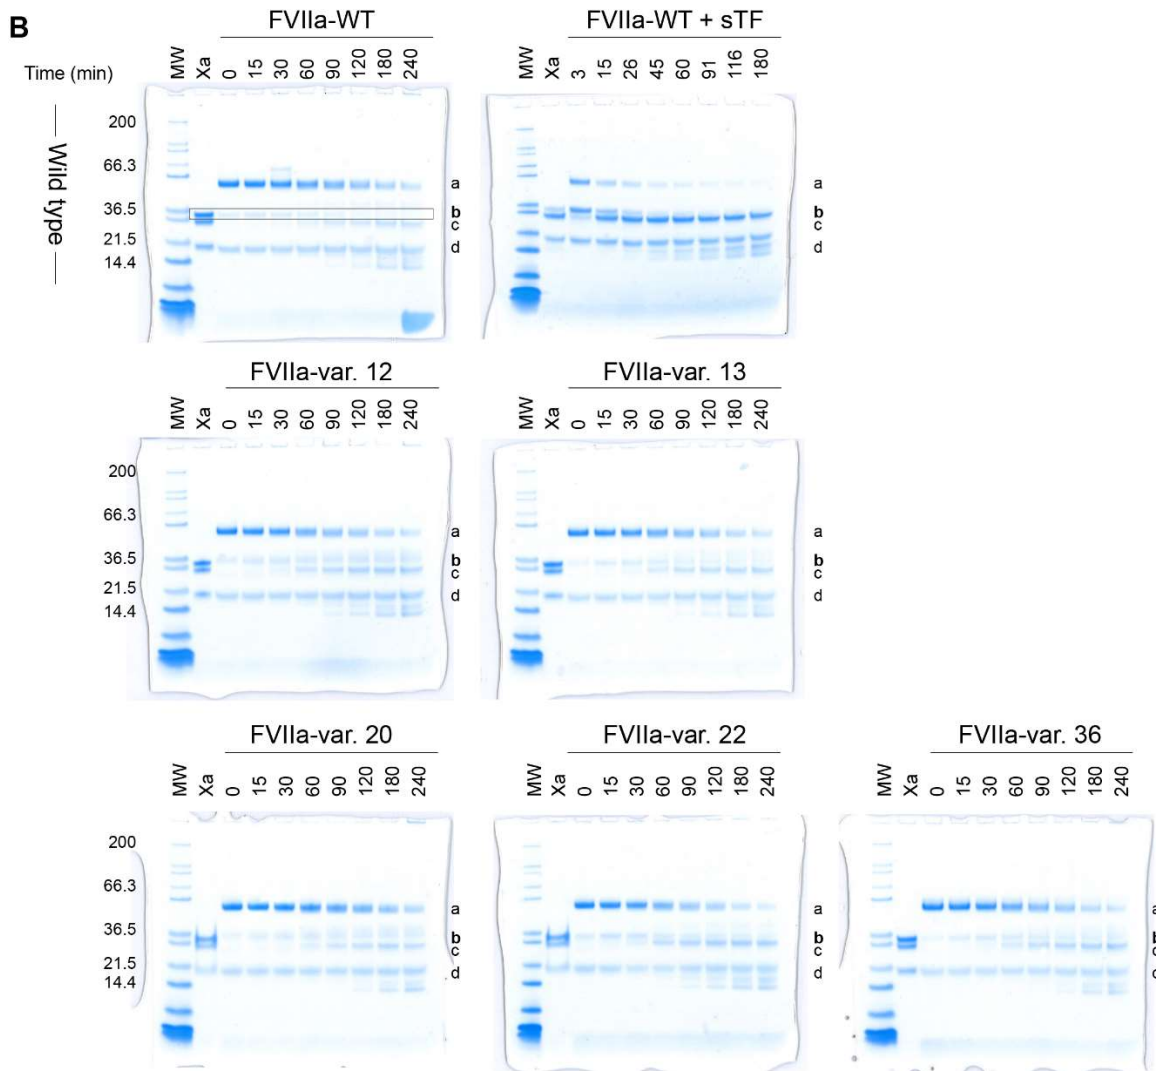 B
FVIIa-WT
FVIIa-WT + sTF
Time (min)
MW Xa 0 15 30 60 90 120 180 240
MW Xa 3 15 26 45 60 91 116 180
Wild type
200
66.3
36.5
21.5
14.4
a
b
c
d
a
b
c
d
FVIIa-var. 12
FVIIa-var. 13
MW Xa 0 15 30 60 90 120 180 240
MW Xa 0 15 30 60 90 120 180 240
200
66.3
36.5
21.5
14.4
a
b
c
d
a
b
c
d
FVIIa-var. 20
FVIIa-var. 22
FVIIa-var. 36
MW Xa 0 15 30 60 90 120 180 240
MW Xa 0 15 30 60 90 120 180 240
MW Xa 0 15 30 60 90 120 180 240
200
66.3
36.5
21.5
14.4
a
b
c
d
a
b
c
d
a
b
c